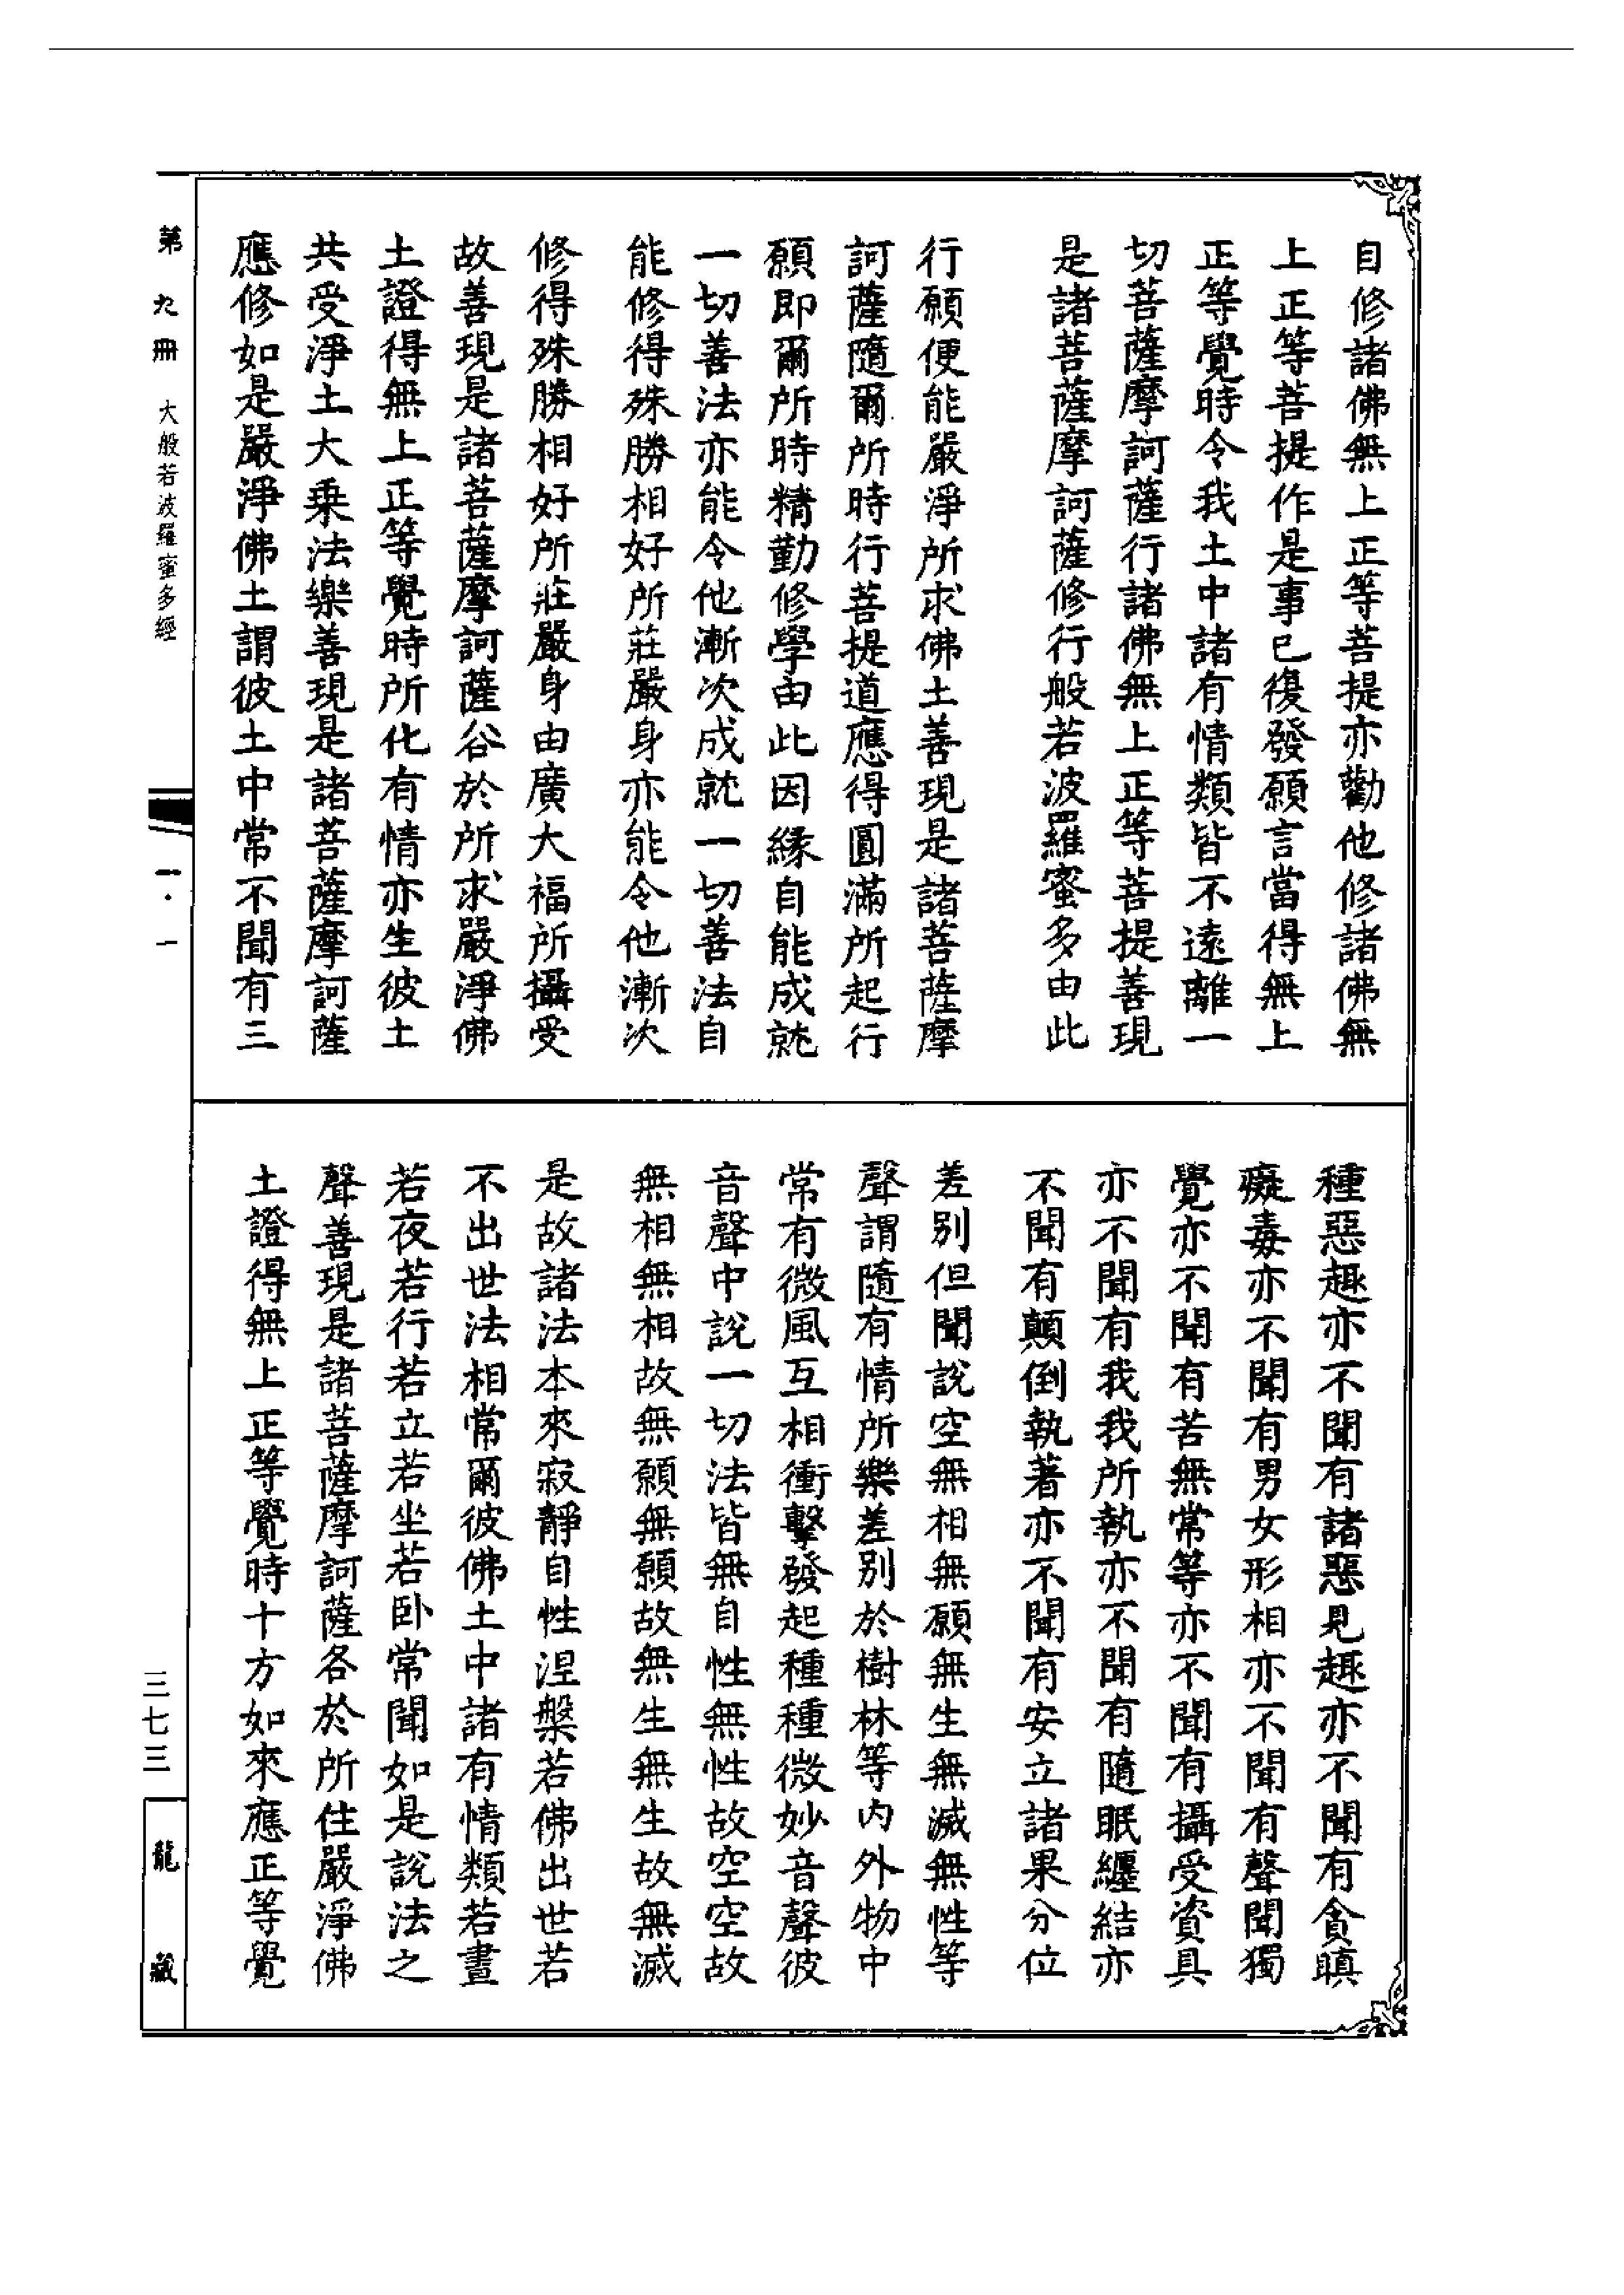 自修諸佛無上正等菩提亦勸他修諸佛無
上正等菩提作是事已復發願言當得無上
正等覺時令我土中諸有情類皆不遠離一
切菩薩摩訶薩行諸佛無上正等菩提善現
是諸菩薩摩訶薩修行般若波羅蜜多由此
行願便能嚴淨所求佛土善現是諸菩薩摩
訶薩隨爾所時行菩提道應得圓滿所起行
願即爾所時精勤修學由此因緣自能成就
一切善法亦能令他漸次成就一切善法自
能修得殊勝相好所莊嚴身亦能令他漸次
修得殊勝相好所莊嚴身由廣大福所攝受
故善現是諸菩薩摩訶薩谷於所求嚴淨佛
土證得無上正等覺時所化有情亦生彼土
共受淨土大乘法樂善現是諸菩薩摩訶薩
應修如是嚴淨佛土謂彼土中常不聞有三
種惡趣亦不聞有諸惡見趣亦不聞有貪瞋
癡毒亦不聞有男女形相亦不聞有聲聞獨
覺亦不聞有苦無常等亦不聞有攝受資具
亦不聞有我我所執亦不聞有隨眠纏結亦
不聞有顛倒執著亦不聞有安立諸果分位
差別但聞說空無相無願無生無滅無性等
聲謂隨有情所樂差別於樹林等內外物中
常有微風互相衝擊發起種種微妙音聲彼
音聲中說一切法皆無自性無性故空空故
無相無相故無願無願故無生無生故無滅
是故諸法本來寂靜自性涅槃若佛出世若
不出世法相常爾彼佛土中諸有情類若晝
若夜若行若立若坐若臥常聞如是說法之
聲善現是諸菩薩摩訶薩各於所住嚴淨佛
土證得無上正等覺時十方如來應正等覺
第九冊 大般若波羅蜜多經
一·一
三七三
龍藏